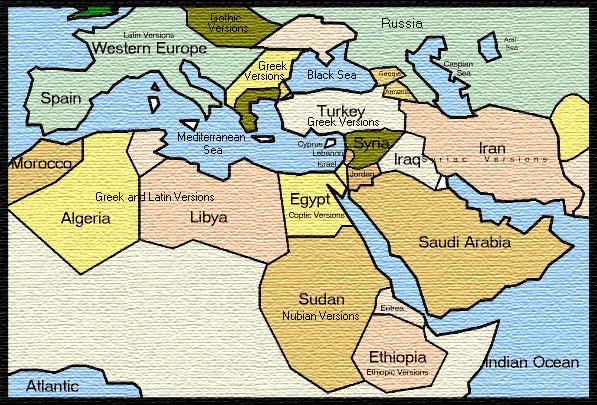 Gothic
Versions
Russia
Latin Versions
Western Europe
Aral
Sea
Greek
Versions
Black Sea
Caspian
Sea
Georgia
Armenia
Spain
Turkey
Greek Versions
Mediterranean
Sea
Cyprus
Lebanon
Israel
Syria
Iraq
Iran
Syriac Versions
Jordan
Morocco
Greek and Latin Versions
Algeria
Libya
Egypt
Coptic Versions
Saudi Arabia
Sudan
Nubian Versions
Eritrea
Ethiopia
Ethiopic Versions
Indian Ocean
Atlantic